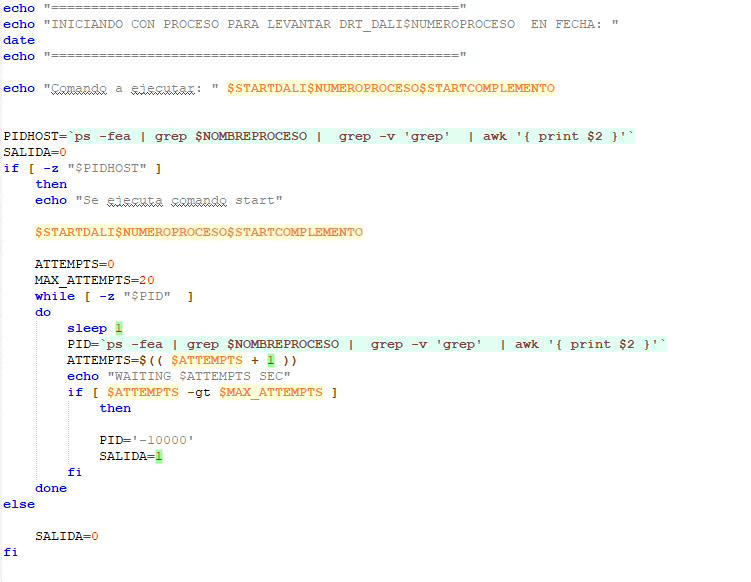 echo "===================================================="
echo "INICIANDO CON PROCESO PARA LEVANTAR DRT_DALI$NUMEROPROCESO  EN FECHA: "
date
echo "===================================================="
echo "Comando a ejecutar: " $STARTDALI$NUMEROPROCESO$STARTCOMPLEMENTO
PIDHOST=`ps -fea | grep $NOMBREPROCESO |  grep -v 'grep'  | awk '{ print $2 }'`
SALIDA=0
if [ -z "$PIDHOST" ]
    then
    echo "Se ejecuta comando start"
    $STARTDALI$NUMEROPROCESO$STARTCOMPLEMENTO
    ATTEMPTS=0
    MAX_ATTEMPTS=20
    while [ -z "$PID"  ]
    do
        sleep 1
        PID=`ps -fea | grep $NOMBREPROCESO |  grep -v 'grep'  | awk '{ print $2 }'`
        ATTEMPTS=$(( $ATTEMPTS + 1 ))
        echo "WAITING $ATTEMPTS SEC"
        if [ $ATTEMPTS -gt $MAX_ATTEMPTS ]
            then
            PID='-10000'
            SALIDA=1
        fi
    done
else
    SALIDA=0
fi